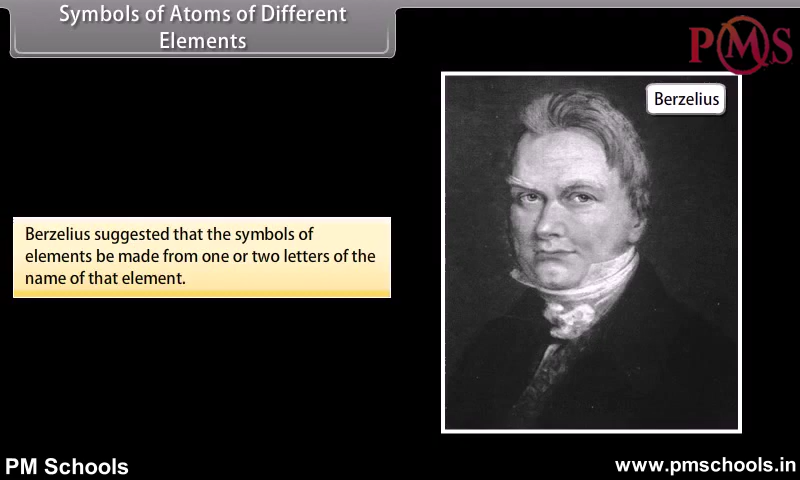 Symbols of Atoms of Different
Elements
PMS
Berzelius
Berzelius suggested that the symbols of
elements be made from one or two letters of the
name of that element.
PM Schools
www.pmschools.in